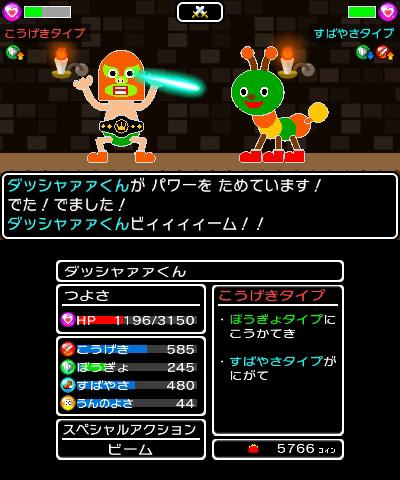 こうげきタイプ
すばやさタイプ
ダッシャァァくんが パワーを ためています！
でた！でました！
ダッシャァァくんビィィィィーム！！
ダッシャァァくん
つよさ
HP 1196/3150
こうげき 585
ぼうぎょ 245
すばやさ 480
うんのよさ 44
スペシャルアクション
ビーム
こうげきタイプ
・ぼうぎょタイプに
こうかてき
・すばやさタイプが
にがて
5766コイン